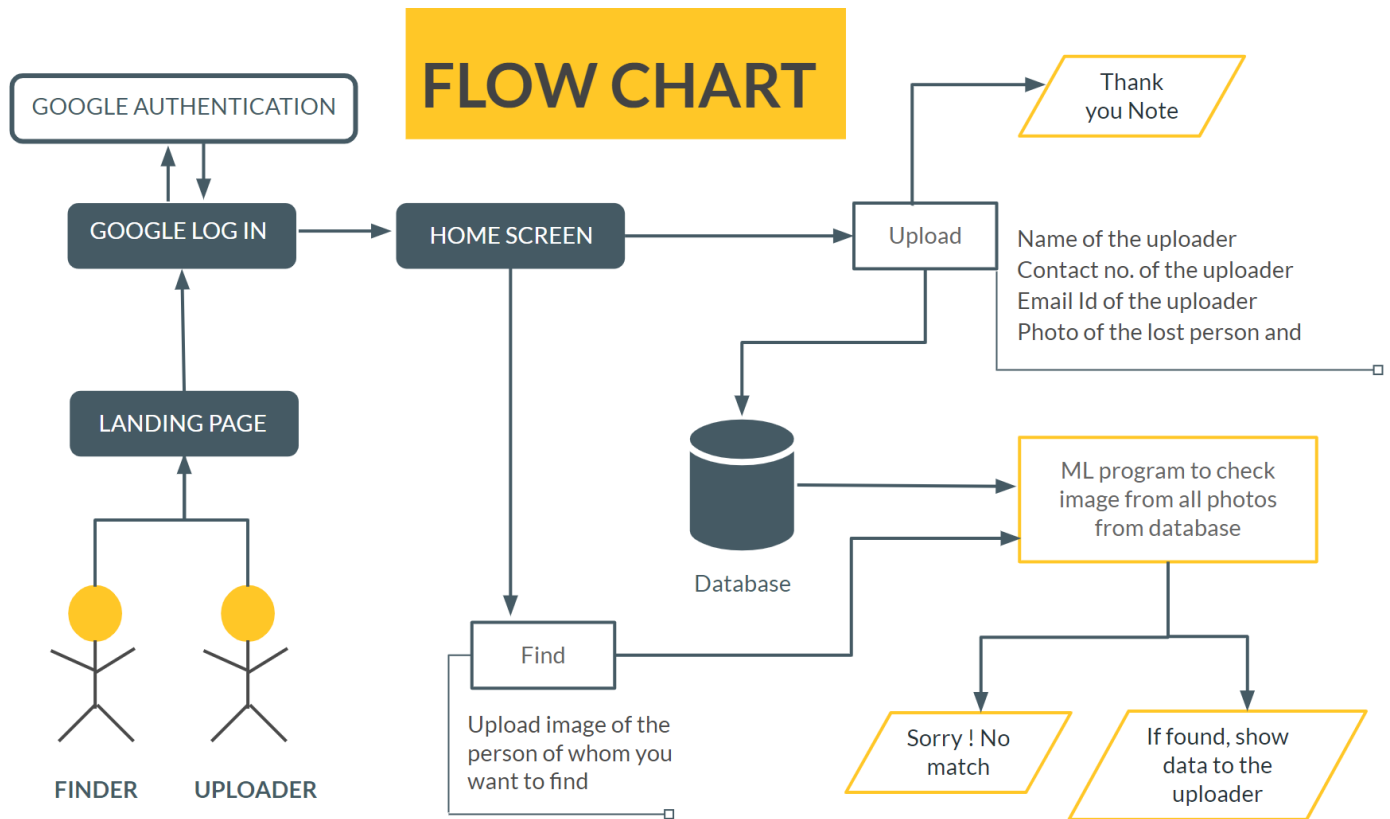 FLOW CHART
GOOGLE AUTHENTICATION
Thank
you Note
GOOGLE LOG IN
HOME SCREEN
Upload
Name of the uploader
Contact no. of the uploader
Email Id of the uploader
Photo of the lost person and
LANDING PAGE
ML program to check
image from all photos
from database
Database
Find
Upload image of the
person of whom you
want to find
Sorry ! No
match
If found, show
data to the
uploader
FINDER
UPLOADER